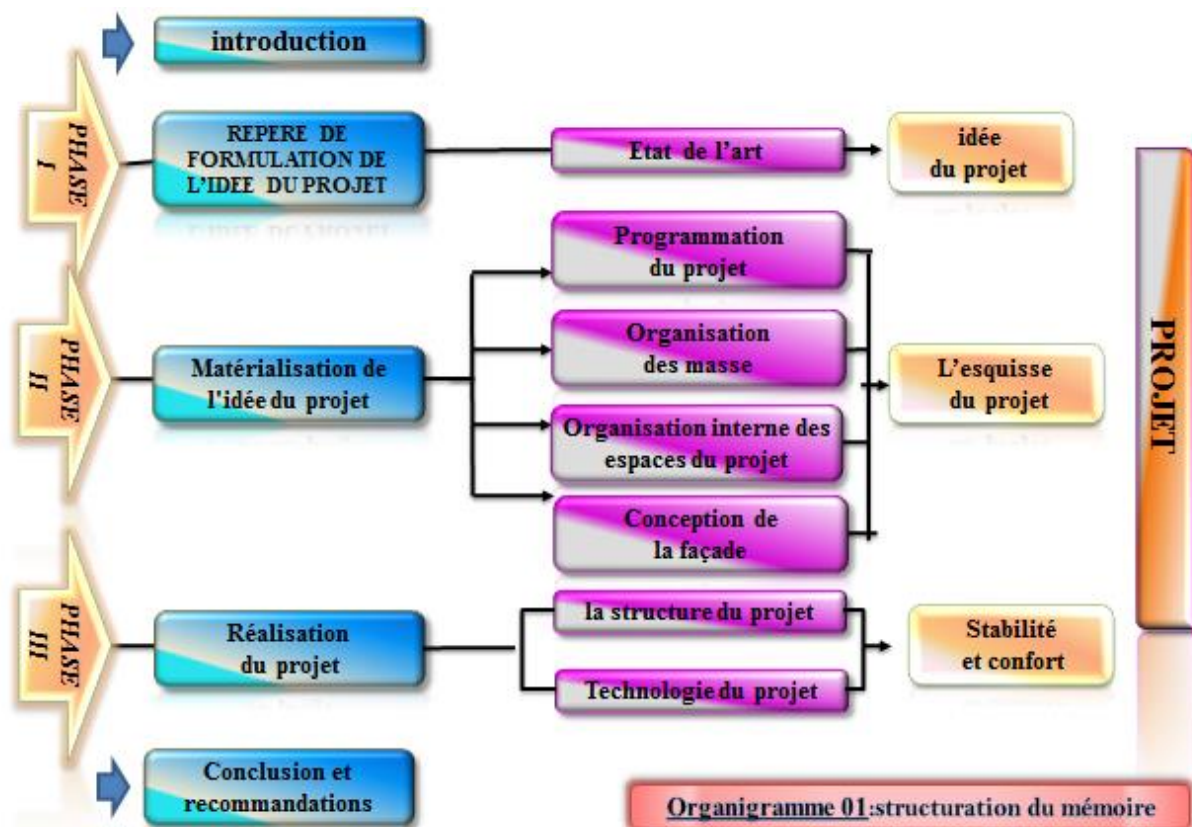 introduction
PHASE
I
REPERE DE
FORMULATION DE
L'IDEE DU PROJET
Etat de l'art
idée
du projet
PHASE
II
Matérialisation de
l'idée du projet
Programmation
du projet
Organisation
des masse
Organisation interne des
espaces du projet
Conception de
la façade
L'esquisse
du projet
PHASE
III
Réalisation
du projet
la structure du projet
Technologie du projet
Stabilité
et confort
PROJET
Conclusion et
recommandations
Organigramme 01:structuration du mémoire